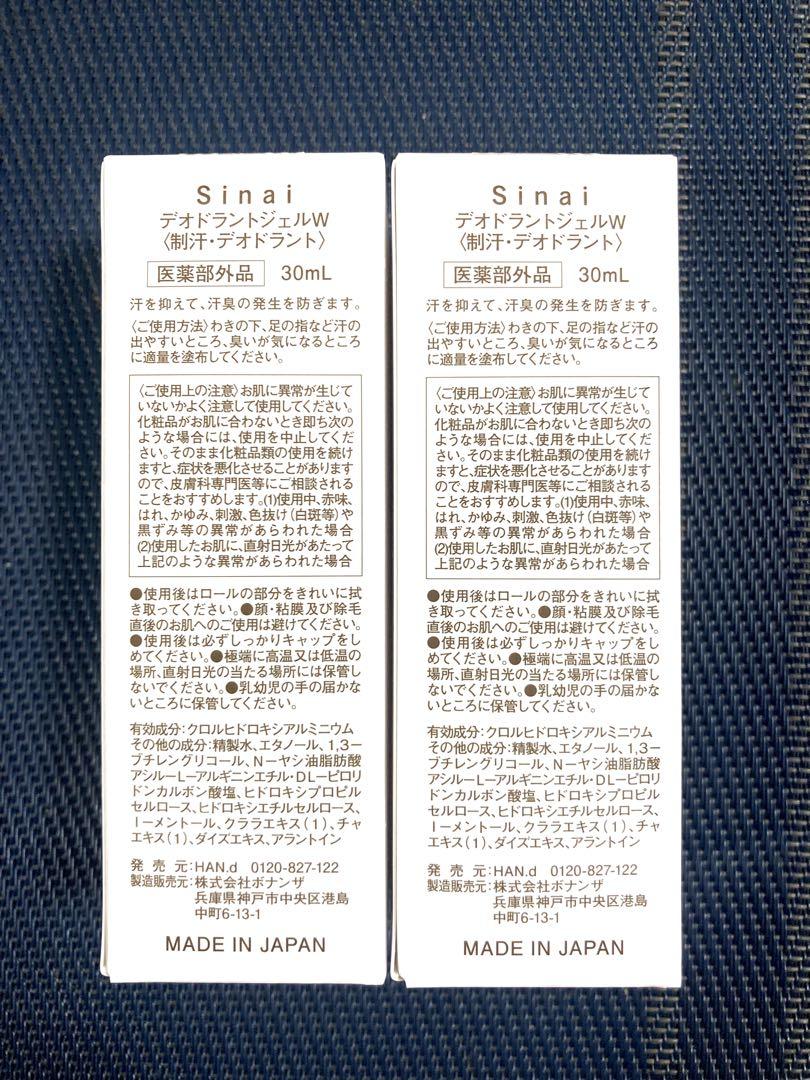 Sinai
デオドラントジェルW
〈制汗・デオドラント〉
医薬部外品 30mL
汗を抑えて、汗臭の発生を防ぎます。
〈ご使用方法〉わきの下、足の指など汗の
出やすいところ、臭いが気になるところ
に適量を塗布してください。
〈ご使用上の注意〉お肌に異常が生じて
いないかよく注意して使用してください。
化粧品がお肌に合わないとき即ち次の
ような場合には、使用を中止してくだ
さい。そのまま化粧品類の使用を続け
ますと、症状を悪化させることがあります
ので、皮膚科専門医等にご相談される
ことをおすすめします。(1)使用中、赤味、
はれ、かゆみ、刺激、色抜け(白斑等)や
黒ずみ等の異常があらわれた場合
(2)使用したお肌に、直射日光があたって
上記のような異常があらわれた場合
●使用後はロールの部分をきれいに拭
き取ってください。●顔・粘膜及び除毛
直後のお肌へのご使用は避けてください。
●使用後は必ずしっかりキャップをし
めてください。●極端に高温又は低温の
場所、直射日光の当たる場所には保管し
ないでください。●乳幼児の手の届かな
いところに保管してください。
有効成分:クロルヒドロキシアルミニウム
その他の成分:精製水、エタノール、1,3ー
ブチレングリコール、Nーヤシ油脂肪酸
アシルーLーアルギニンエチル・DLーピロリ
ドンカルボン酸塩、ヒドロキシプロピル
セルロース、ヒドロキシエチルセルロース、
lーメントール、クララエキス(1)、チャ
エキス(1)、ダイズエキス、アラントイン
発売元:HAN.d 0120-827-122
製造販売元:株式会社ボナンザ
兵庫県神戸市中央区港島
中町6-13-1
MADE IN JAPAN
Sinai
デオドラントジェルW
〈制汗・デオドラント〉
医薬部外品 30mL
汗を抑えて、汗臭の発生を防ぎます。
〈ご使用方法〉わきの下、足の指など汗の
出やすいところ、臭いが気になるところ
に適量を塗布してください。
〈ご使用上の注意〉お肌に異常が生じて
いないかよく注意して使用してください。
化粧品がお肌に合わないとき即ち次の
ような場合には、使用を中止してくだ
さい。そのまま化粧品類の使用を続け
ますと、症状を悪化させることがあります
ので、皮膚科専門医等にご相談される
ことをおすすめします。(1)使用中、赤味、
はれ、かゆみ、刺激、色抜け(白斑等)や
黒ずみ等の異常があらわれた場合
(2)使用したお肌に、直射日光があたって
上記のような異常があらわれた場合
●使用後はロールの部分をきれいに拭
き取ってください。●顔・粘膜及び除毛
直後のお肌へのご使用は避けてください。
●使用後は必ずしっかりキャップをし
めてください。●極端に高温又は低温の
場所、直射日光の当たる場所には保管し
ないでください。●乳幼児の手の届かな
いところに保管してください。
有効成分:クロルヒドロキシアルミニウム
その他の成分:精製水、エタノール、1,3ー
ブチレングリコール、Nーヤシ油脂肪酸
アシルーLーアルギニンエチル・DLーピロリ
ドンカルボン酸塩、ヒドロキシプロピル
セルロース、ヒドロキシエチルセルロース、
lーメントール、クララエキス(1)、チャ
エキス(1)、ダイズエキス、アラントイン
発売元:HAN.d 0120-827-122
製造販売元:株式会社ボナンザ
兵庫県神戸市中央区港島
中町6-13-1
MADE IN JAPAN